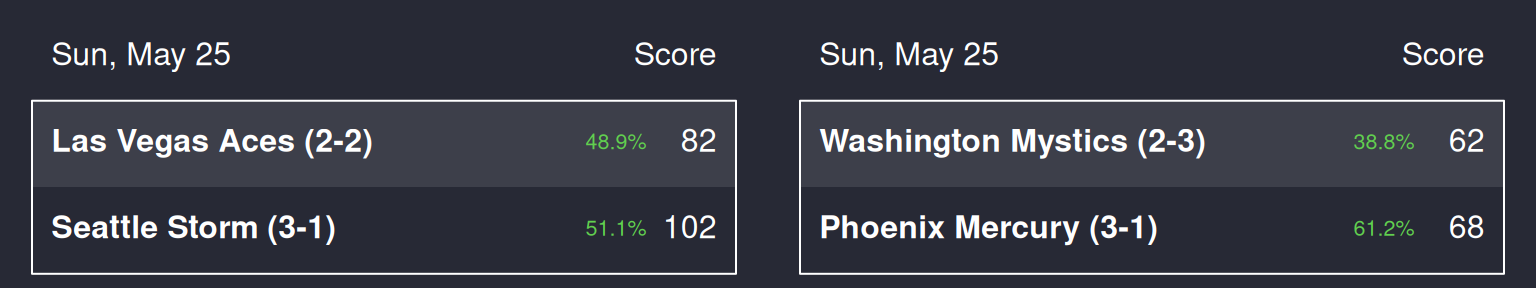 Sun, May 25 Score
Las Vegas Aces (2-2) 48.9% 82
Seattle Storm (3-1) 51.1% 102
Sun, May 25 Score
Washington Mystics (2-3) 38.8% 62
Phoenix Mercury (3-1) 61.2% 68